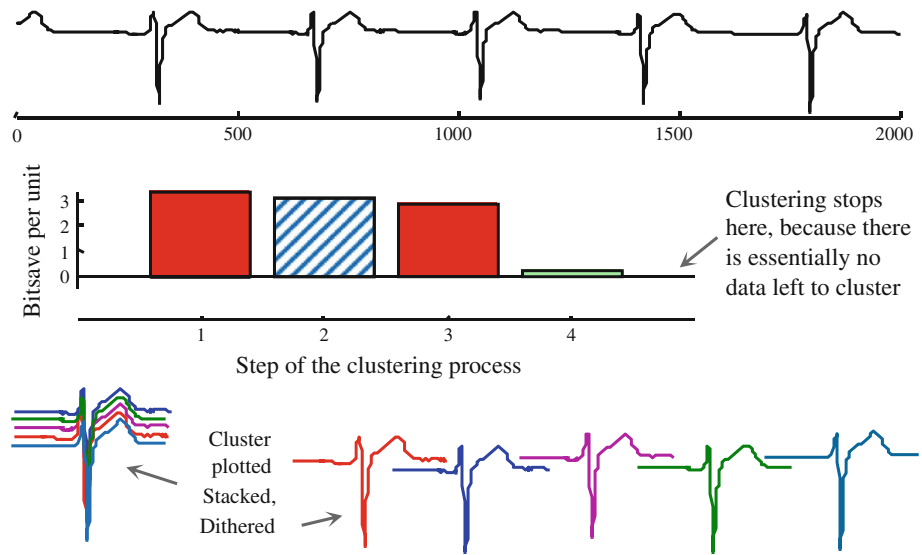 0 500 1000 1500 2000
Bitsave per unit
3
2
1
0
Clustering stops
here, because there
is essentially no
data left to cluster
1 2 3 4
Step of the clustering process
Cluster
plotted
Stacked,
Dithered